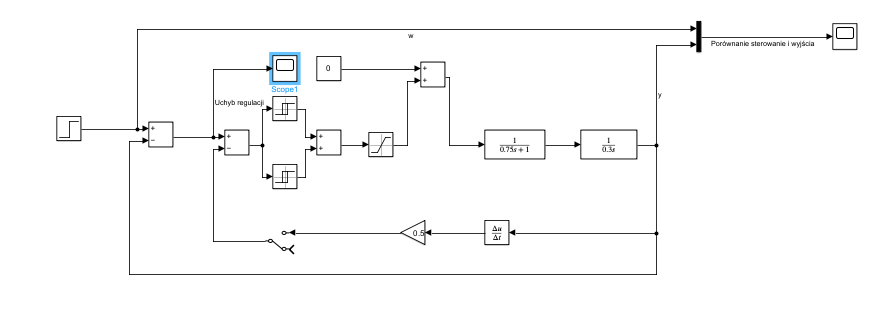 w
Porównanie sterowanie i wyjścia
0
+
+
Scope1
y
Uchyb regulacji
+
−
+
−
+
+
1
0.75s + 1
1
0.3s
0.5
Δu
Δt